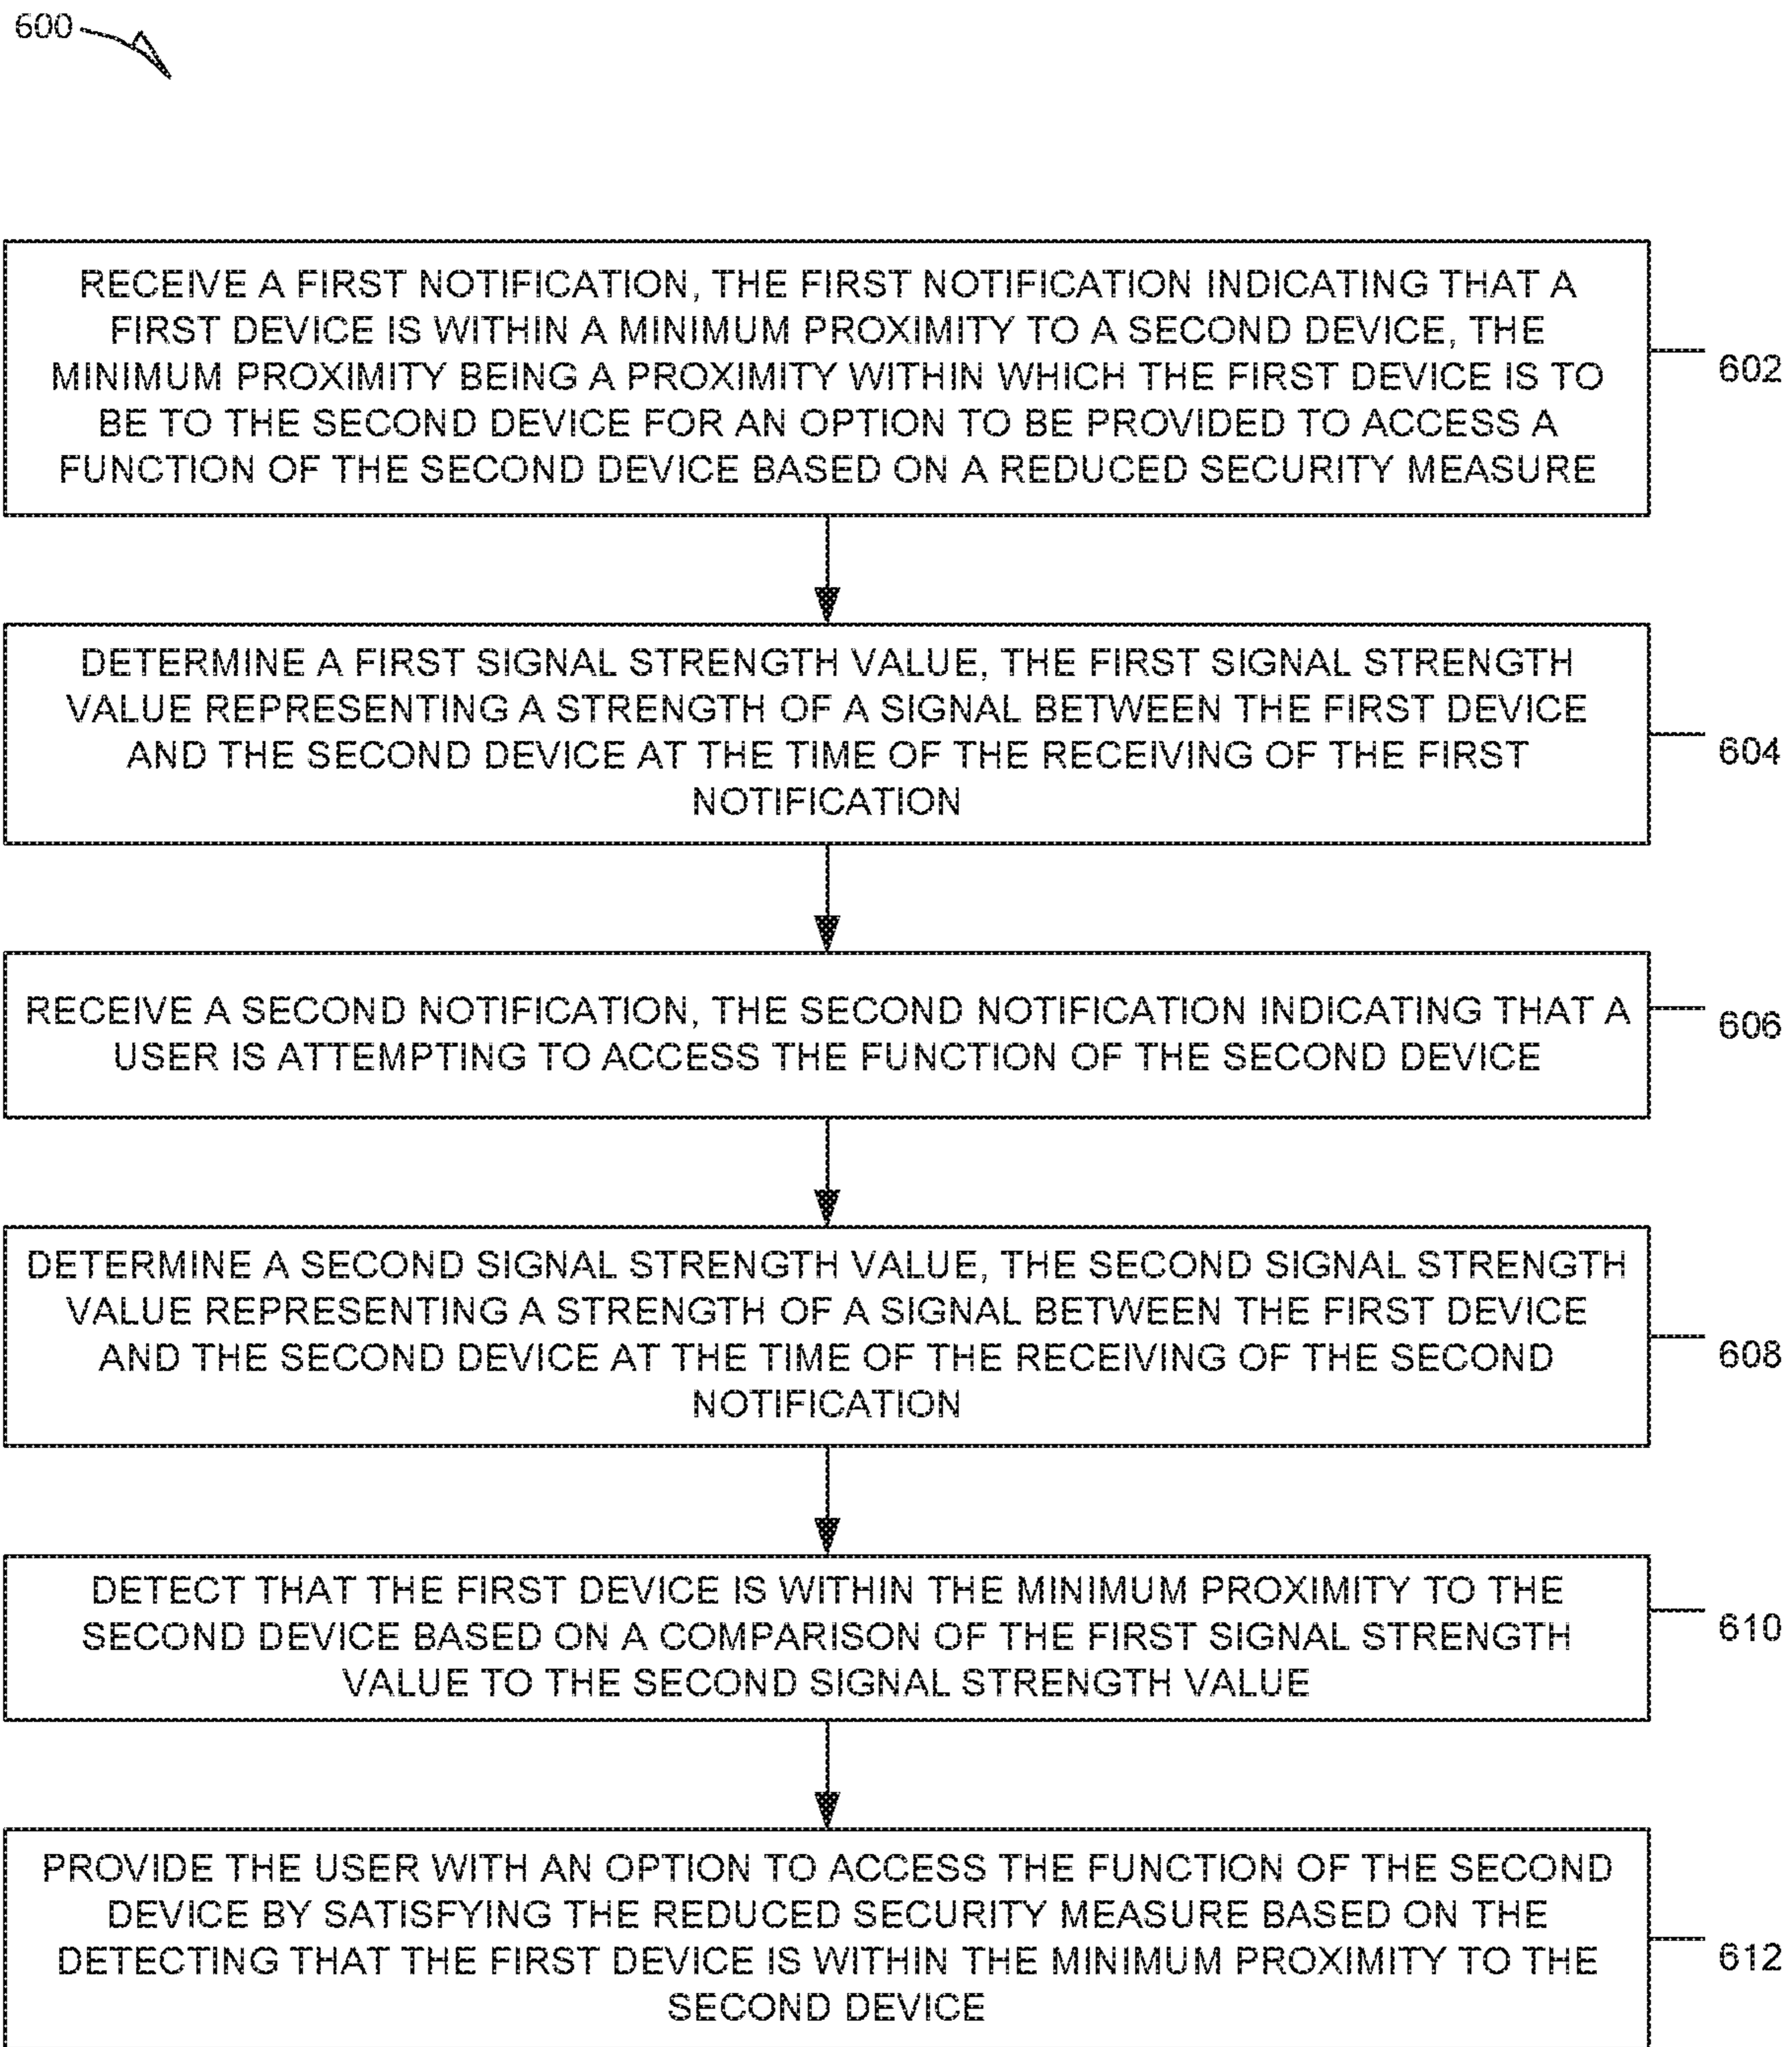 600
RECEIVE A FIRST NOTIFICATION, THE FIRST NOTIFICATION INDICATING THAT A
FIRST DEVICE IS WITHIN A MINIMUM PROXIMITY TO A SECOND DEVICE, THE
MINIMUM PROXIMITY BEING A PROXIMITY WITHIN WHICH THE FIRST DEVICE IS TO
BE TO THE SECOND DEVICE FOR AN OPTION TO BE PROVIDED TO ACCESS A
FUNCTION OF THE SECOND DEVICE BASED ON A REDUCED SECURITY MEASURE
602
DETERMINE A FIRST SIGNAL STRENGTH VALUE, THE FIRST SIGNAL STRENGTH
VALUE REPRESENTING A STRENGTH OF A SIGNAL BETWEEN THE FIRST DEVICE
AND THE SECOND DEVICE AT THE TIME OF THE RECEIVING OF THE FIRST
NOTIFICATION
604
RECEIVE A SECOND NOTIFICATION, THE SECOND NOTIFICATION INDICATING THAT A
USER IS ATTEMPTING TO ACCESS THE FUNCTION OF THE SECOND DEVICE
606
DETERMINE A SECOND SIGNAL STRENGTH VALUE, THE SECOND SIGNAL STRENGTH
VALUE REPRESENTING A STRENGTH OF A SIGNAL BETWEEN THE FIRST DEVICE
AND THE SECOND DEVICE AT THE TIME OF THE RECEIVING OF THE SECOND
NOTIFICATION
608
DETECT THAT THE FIRST DEVICE IS WITHIN THE MINIMUM PROXIMITY TO THE
SECOND DEVICE BASED ON A COMPARISON OF THE FIRST SIGNAL STRENGTH
VALUE TO THE SECOND SIGNAL STRENGTH VALUE
610
PROVIDE THE USER WITH AN OPTION TO ACCESS THE FUNCTION OF THE SECOND
DEVICE BY SATISFYING THE REDUCED SECURITY MEASURE BASED ON THE
DETECTING THAT THE FIRST DEVICE IS WITHIN THE MINIMUM PROXIMITY TO THE
SECOND DEVICE
612